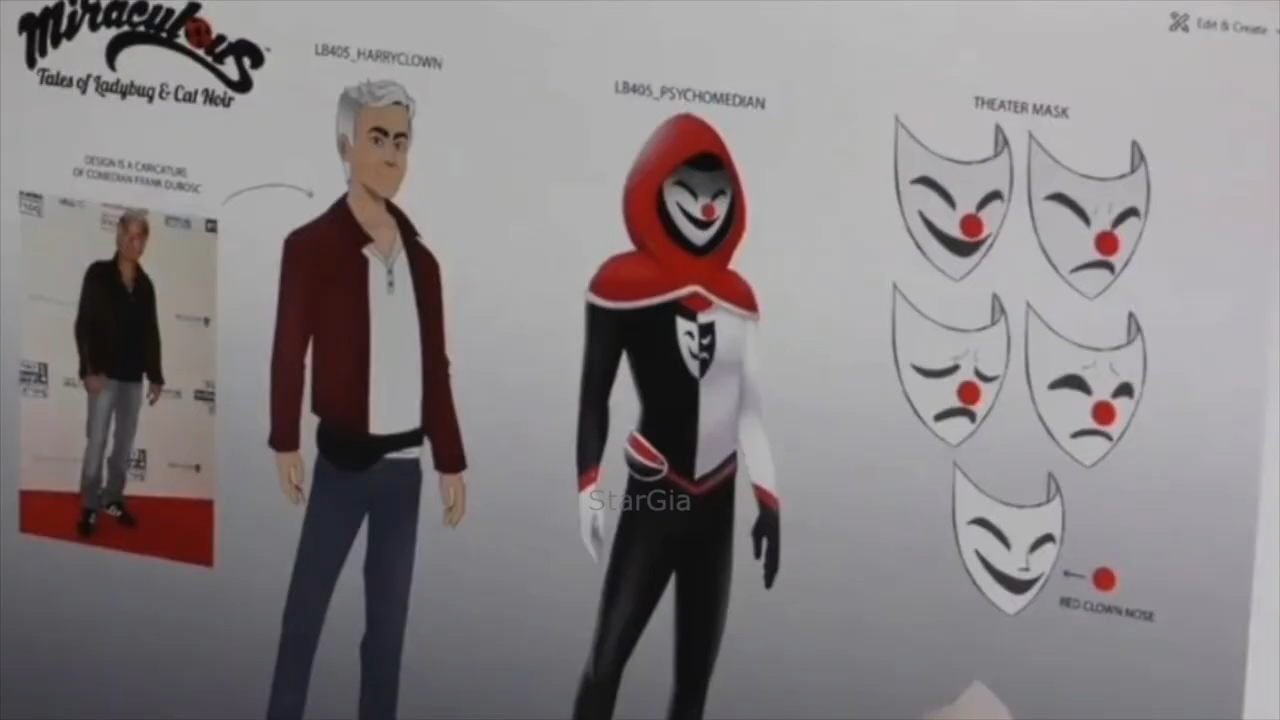 Miraculous
Tales of Ladybug & Cat Noir
Edit & Create
LB405_HARRYCLOWN
LB405_PSYCHOMEDIAN
THEATER MASK
DESIGN IS A CARICATURE
OF COMEDIAN FRANK DUBOSC
StarGia
RED CLOWN NOSE